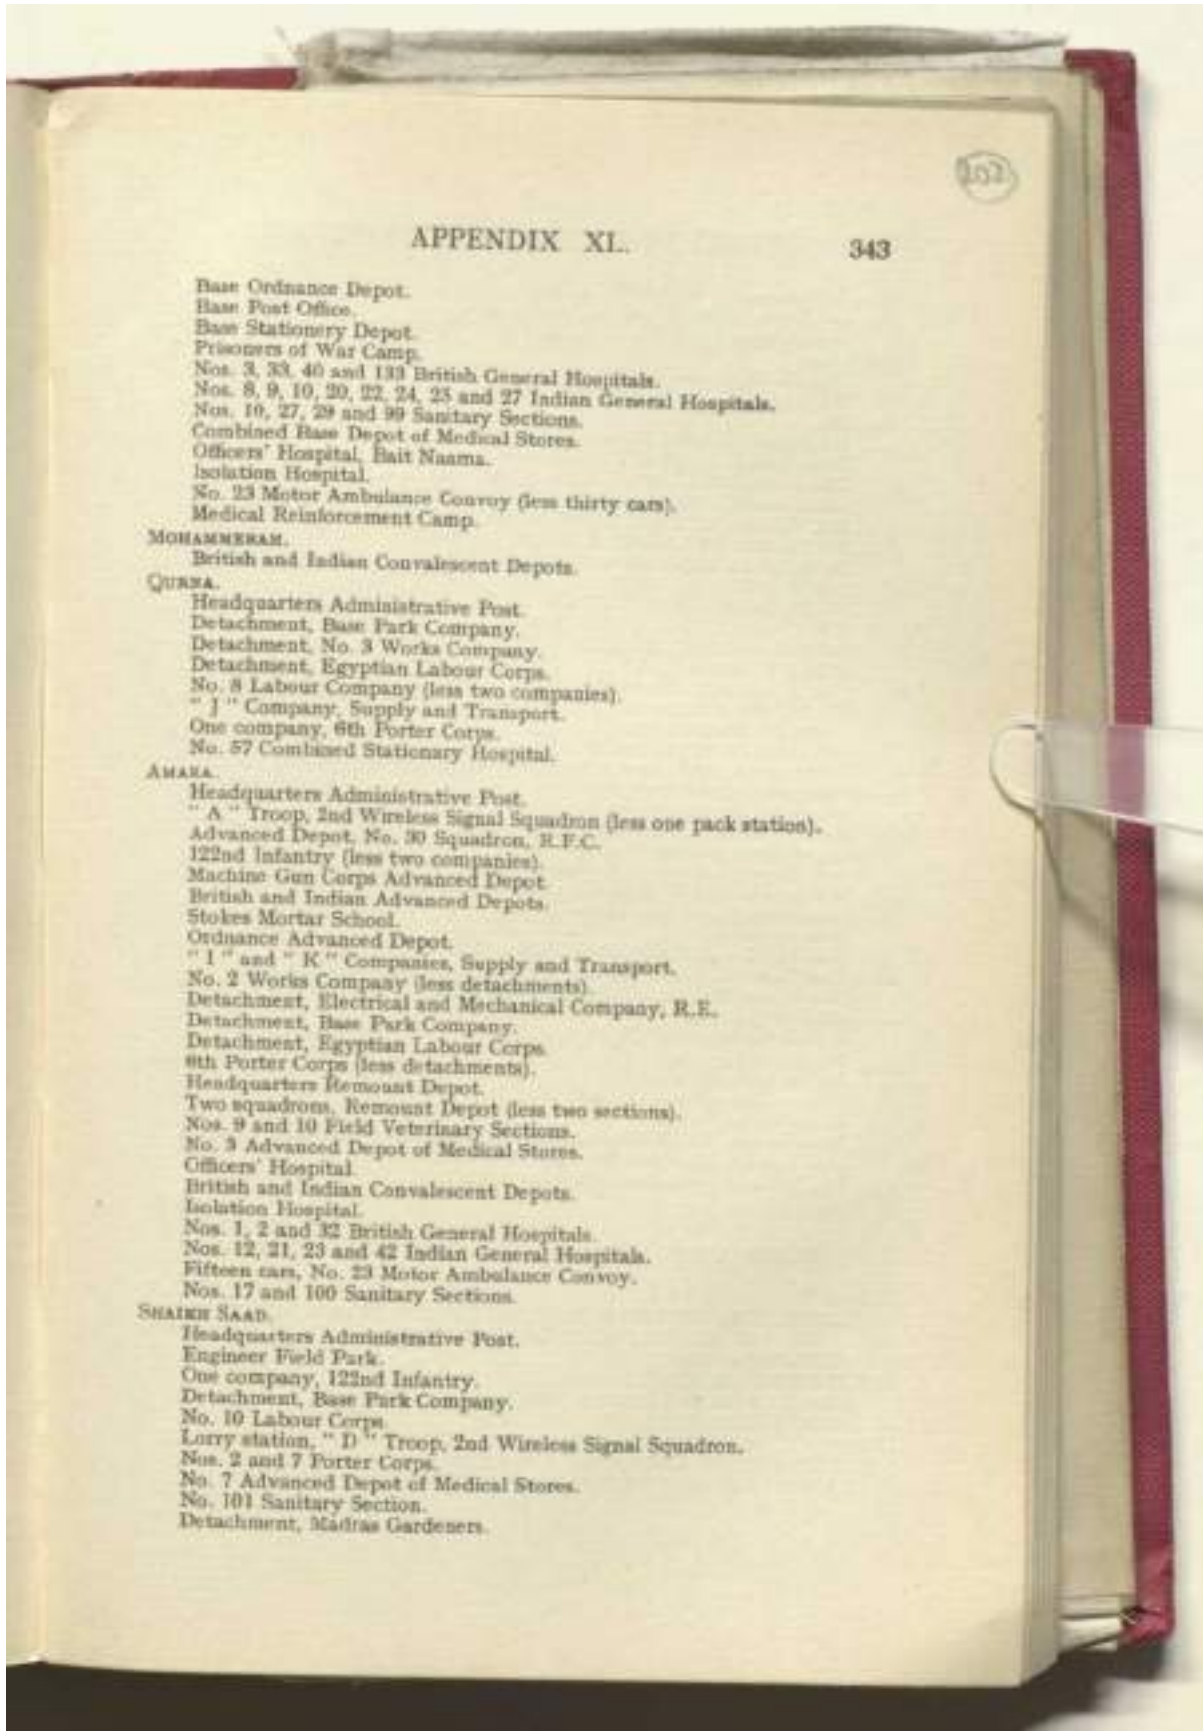 202
APPENDIX XL.
343
Base Ordnance Depot.
Base Post Office.
Base Stationery Depot.
Prisoners of War Camp.
Nos. 3, 33, 40 and 133 British General Hospitals.
Nos. 8, 9, 10, 20, 22, 24, 25 and 27 Indian General Hospitals.
Nos. 10, 27, 29 and 99 Sanitary Sections.
Combined Base Depot of Medical Stores.
Officers' Hospital, Bait Naama.
Isolation Hospital.
No. 23 Motor Ambulance Convoy (less thirty cars).
Medical Reinforcement Camp.
MOHAMMERAH.
British and Indian Convalescent Depots.
QURNA.
Headquarters Administrative Post.
Detachment, Base Park Company.
Detachment, No. 3 Works Company.
Detachment, Egyptian Labour Corps.
No. 8 Labour Company (less two companies).
" J " Company, Supply and Transport.
One company, 6th Porter Corps.
No. 57 Combined Stationary Hospital.
AMARA.
Headquarters Administrative Post.
" A " Troop, 2nd Wireless Signal Squadron (less one pack station).
Advanced Depot, No. 30 Squadron, R.F.C.
122nd Infantry (less two companies).
Machine Gun Corps Advanced Depot.
British and Indian Advanced Depots.
Stokes Mortar School.
Ordnance Advanced Depot.
" I " and " K " Companies, Supply and Transport.
No. 2 Works Company (less detachments).
Detachment, Electrical and Mechanical Company, R.E.
Detachment, Base Park Company.
Detachment, Egyptian Labour Corps.
6th Porter Corps (less detachments).
Headquarters Remount Depot.
Two squadrons, Remount Depot (less two sections).
Nos. 9 and 10 Field Veterinary Sections.
No. 3 Advanced Depot of Medical Stores.
Officers' Hospital.
British and Indian Convalescent Depots.
Isolation Hospital.
Nos. 1, 2 and 32 British General Hospitals.
Nos. 12, 21, 23 and 42 Indian General Hospitals.
Fifteen cars, No. 23 Motor Ambulance Convoy.
Nos. 17 and 100 Sanitary Sections.
SHAIKH SAAD.
Headquarters Administrative Post.
Engineer Field Park.
One company, 122nd Infantry.
Detachment, Base Park Company.
No. 10 Labour Corps.
Lorry station, " D " Troop, 2nd Wireless Signal Squadron.
Nos. 2 and 7 Porter Corps.
No. 7 Advanced Depot of Medical Stores.
No. 101 Sanitary Section.
Detachment, Madras Gardeners.